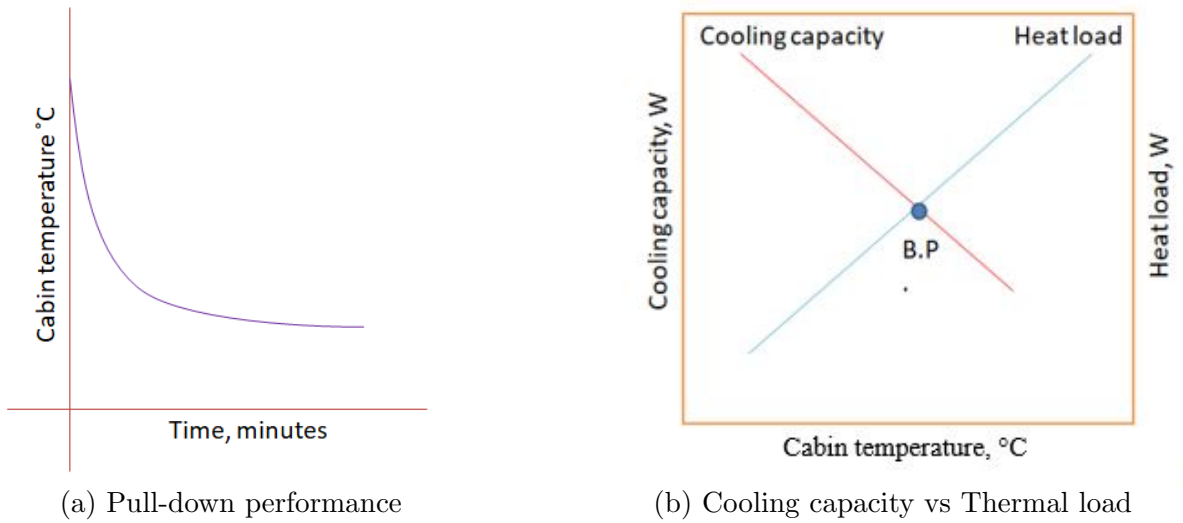 Cabin temperature °C
Time, minutes
(a) Pull-down performance
Cooling capacity
Heat load
Cooling capacity, W
Heat load, W
B.P
.
Cabin temperature, °C
(b) Cooling capacity vs Thermal load